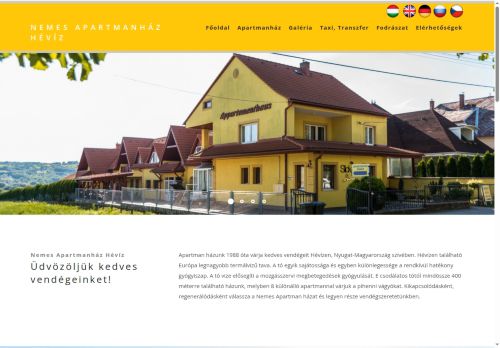 NEMES APARTMANHÁZ
HÉVÍZ
Főoldal Apartmanház Galéria Taxi, Transzfer Fodrászat Elérhetőségek
Appartementhaus
Nemes Apartmanház Hévíz
Üdvözöljük kedves
vendégeinket!
Apartman házunk 1988 óta várja kedves vendégeit Hévízen, Nyugat-Magyarország szívében. Hévízen található
Európa legnagyobb termálvizű tava. A tó egyik sajátossága és egyben különlegessége a rendkívül hatékony
gyógyiszap. A tó vize elősegíti a mozgásszervi megbetegedések gyógyulását. E csodálatos tótól mindössze 400
méterre található házunk, melyben 8 különálló apartmannal várjuk a pihenni vágyókat. Kikapcsolódásként,
regenerálódásként válassza a Nemes Apartman házat és legyen része vendégszeretetünkben.